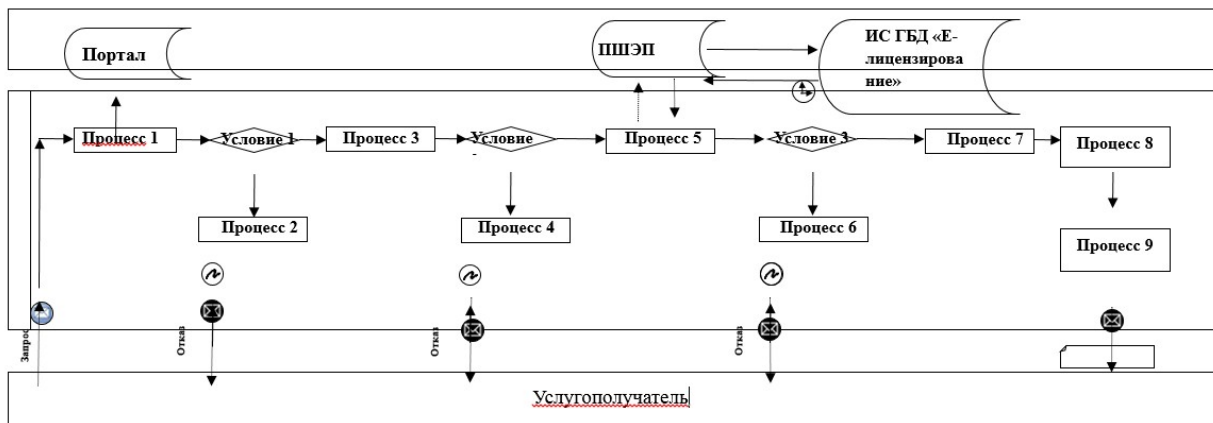 Портал
ПШЭП
ИС ГБД «Е-
лицензирова
ние»
Процесс 1
Условие 1
Процесс 3
Условие
Процесс 5
Условие 3
Процесс 7
Процесс 8
Процесс 2
Процесс 4
Процесс 6
Процесс 9
Запрос
Отказ
Отказ
Отказ
Услугополучатель